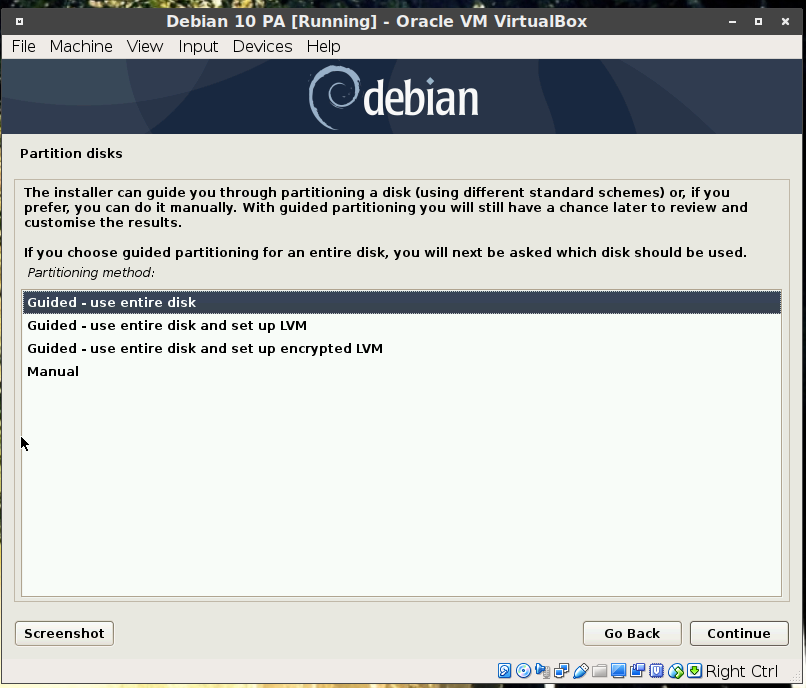 Debian 10 PA [Running] - Oracle VM VirtualBox
File Machine View Input Devices Help
debian
Partition disks
The installer can guide you through partitioning a disk (using different standard schemes) or, if you
prefer, you can do it manually. With guided partitioning you will still have a chance later to review and
customise the results.
If you choose guided partitioning for an entire disk, you will next be asked which disk should be used.
Partitioning method:
Guided - use entire disk
Guided - use entire disk and set up LVM
Guided - use entire disk and set up encrypted LVM
Manual
Screenshot Go Back Continue
Right Ctrl